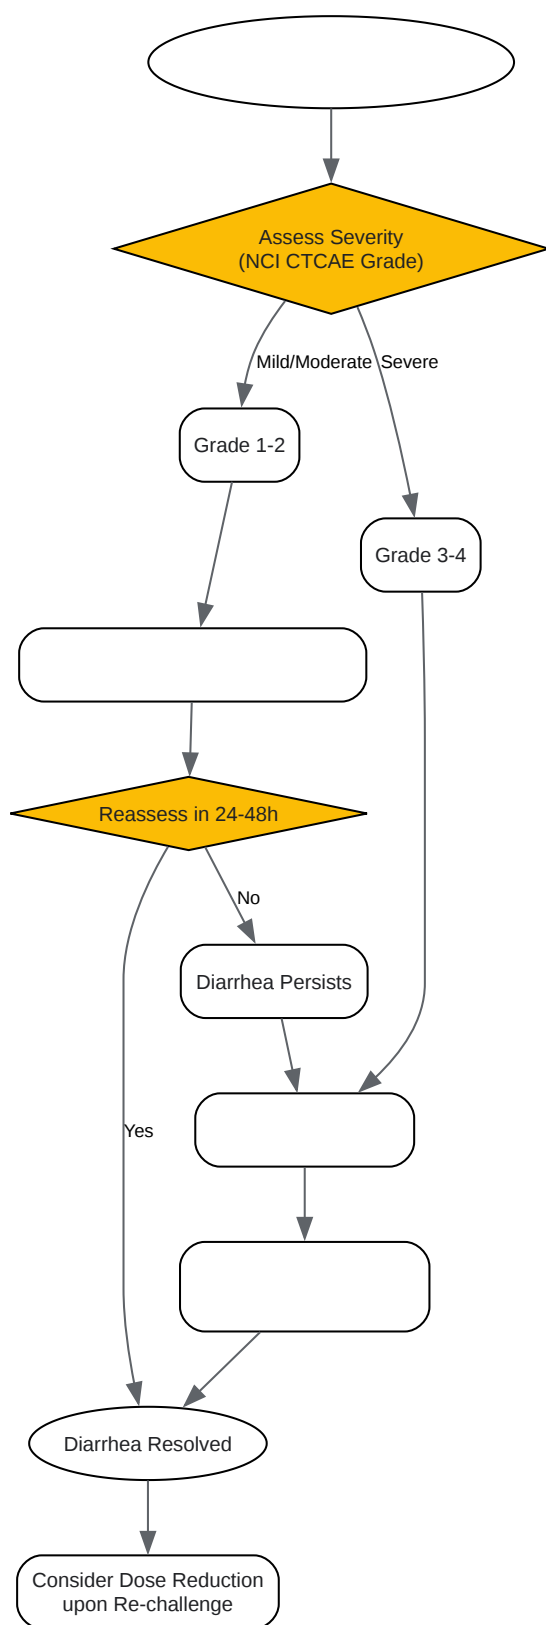 Assess Severity
(NCI CTCAE Grade)
Mild/Moderate
Severe
Grade 1-2
Grade 3-4
Reassess in 24-48h
No
Diarrhea Persists
Yes
Diarrhea Resolved
Consider Dose Reduction
upon Re-challenge